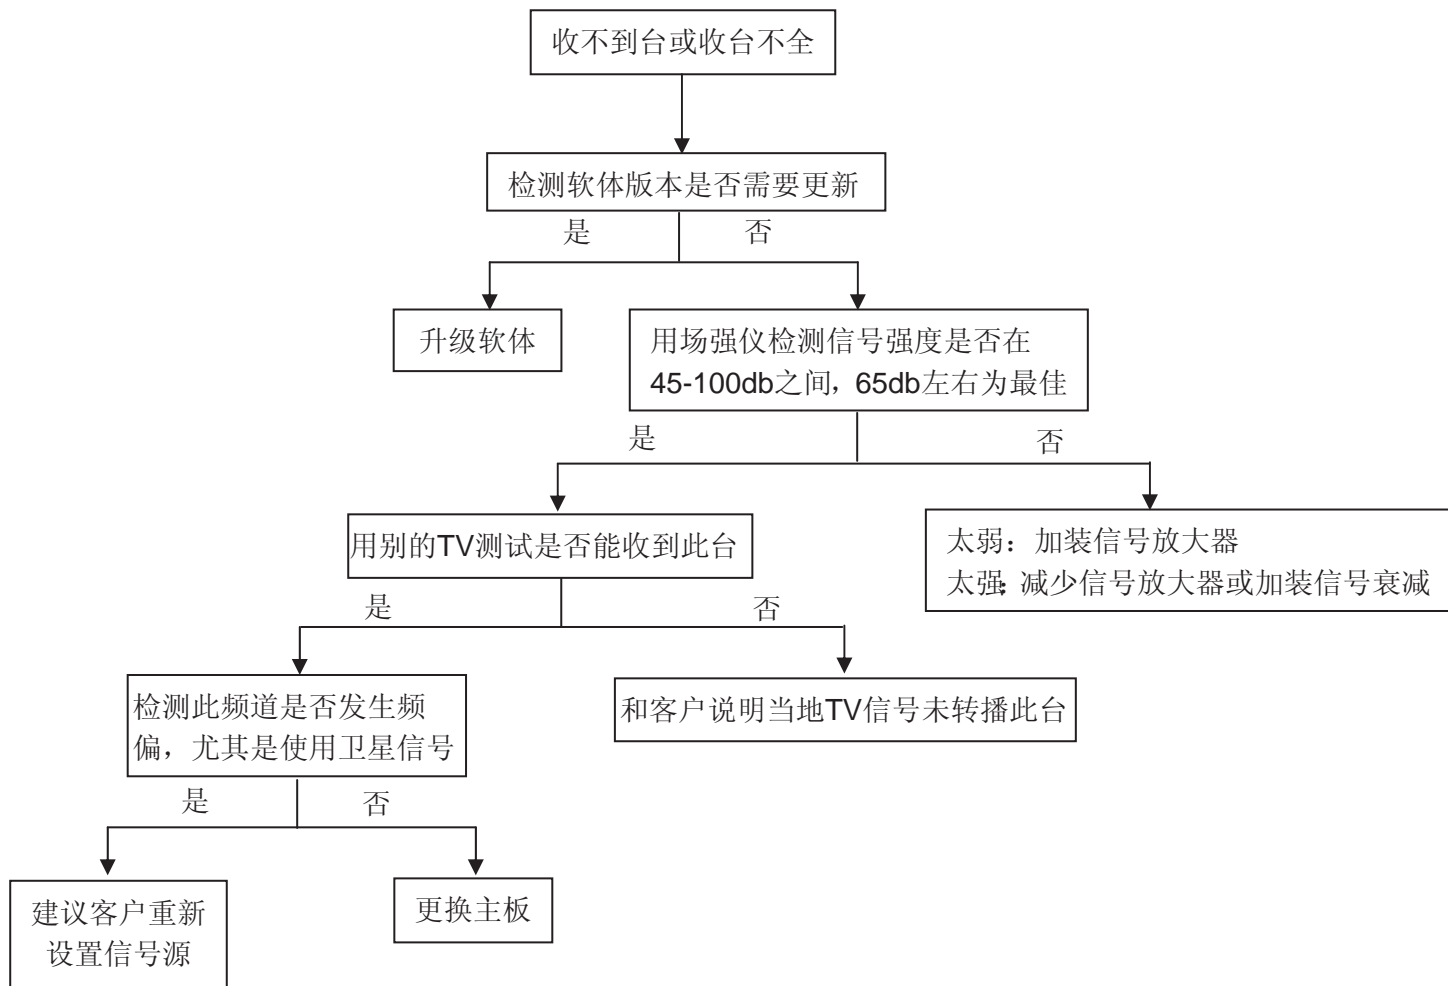 收不到台或收台不全
检测软体版本是否需要更新
是
否
升级软体
用场强仪检测信号强度是否在
45-100db之间，65db左右为最佳
是
否
用别的TV测试是否能收到此台
太弱：加装信号放大器
太强：减少信号放大器或加装信号衰减
是
否
检测此频道是否发生频
偏，尤其是使用卫星信号
和客户说明当地TV信号未转播此台
是
否
建议客户重新
设置信号源
更换主板